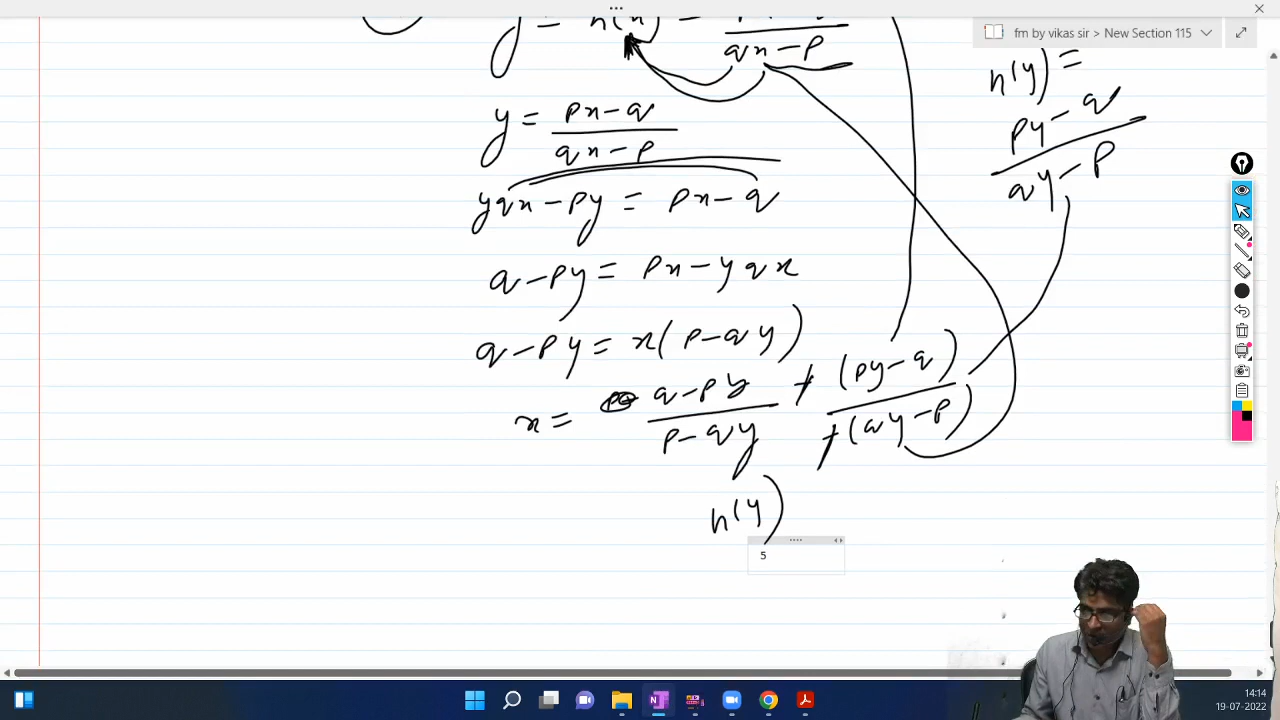 fm by vikas sir > New Section 115
qx - p
h(y) =
py - q
qy - p
y = px - q
qx - p
yqx - py = px - q
q - py = px - yqx
q - py = x(p - qy)
x = q - py + (py - q)
p - qy + (qy - p)
h(y)
5
14:14
19-07-2022